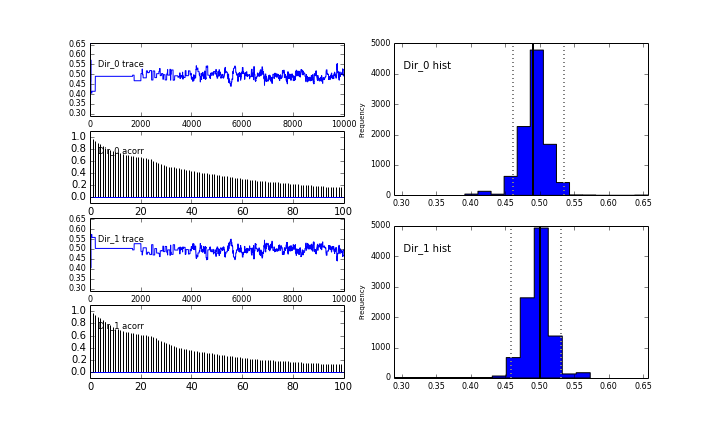 0.65
0.60
0.55
0.50
0.45
0.40
0.35
0.30
Dir_0 trace
0 2000 4000 6000 8000 10000
1.0
0.8
0.6
0.4
0.2
0.0
Dir_0 acorr
0 20 40 60 80 100
0.65
0.60
0.55
0.50
0.45
0.40
0.35
0.30
Dir_1 trace
0 2000 4000 6000 8000 10000
1.0
0.8
0.6
0.4
0.2
0.0
Dir_1 acorr
0 20 40 60 80 100
5000
4000
3000
2000
1000
0
Frequency
Dir_0 hist
0.30 0.35 0.40 0.45 0.50 0.55 0.60 0.65
5000
4000
3000
2000
1000
0
Frequency
Dir_1 hist
0.30 0.35 0.40 0.45 0.50 0.55 0.60 0.65